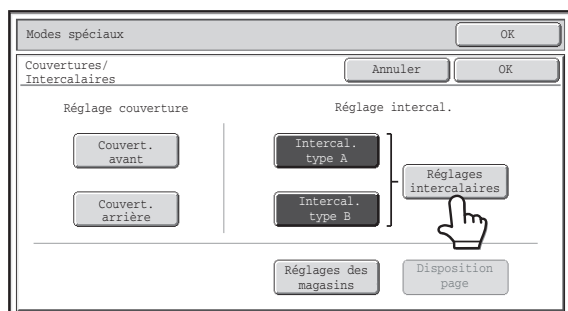 Modes spéciaux
OK
Couvertures/
Intercalaires
Annuler
OK
Réglage couverture
Réglage intercal.
Couvert.
avant
Intercal.
type A
Réglages
intercalaires
Couvert.
arrière
Intercal.
type B
Réglages des
magasins
Disposition
page